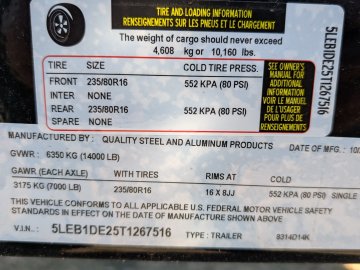 TIRE AND LOADING INFORMATION
RENSEIGNEMENTS SUR LES PNEUS ET LE CHARGEMENT
The weight of cargo should never exceed
4,608 kg or 10,160 lbs.
TIRE SIZE COLD TIRE PRESS.
FRONT 235/80R16 552 KPA (80 PSI)
INTER NONE
REAR 235/80R16 552 KPA (80 PSI)
SPARE NONE
SEE OWNER'S
MANUAL FOR
ADDITIONAL
INFORMATION
VOIR MANUEL
DE L'USAGER
POUR PLUS DE
RENSEIGNEMENTS
5LEB1DE25T1267516
MANUFACTURED BY: QUALITY STEEL AND ALUMINUM PRODUCTS DATE OF MFG.: 10/
GVWR: 6350 KG (14000 LB)
GAWR (EACH AXLE) WITH TIRES RIMS AT COLD
3175 KG (7000 LB) 235/80R16 16 X 8JJ 552 KPA (80 PSI) SINGLE
THIS VEHICLE CONFORMS TO ALL APPLICABLE U.S. FEDERAL MOTOR VEHICLE SAFETY
STANDARDS IN EFFECT ON THE DATE OF MANUFACTURE SHOWN ABOVE
V.I.N.: 5LEB1DE25T1267516 TYPE: TRAILER 8314D14K